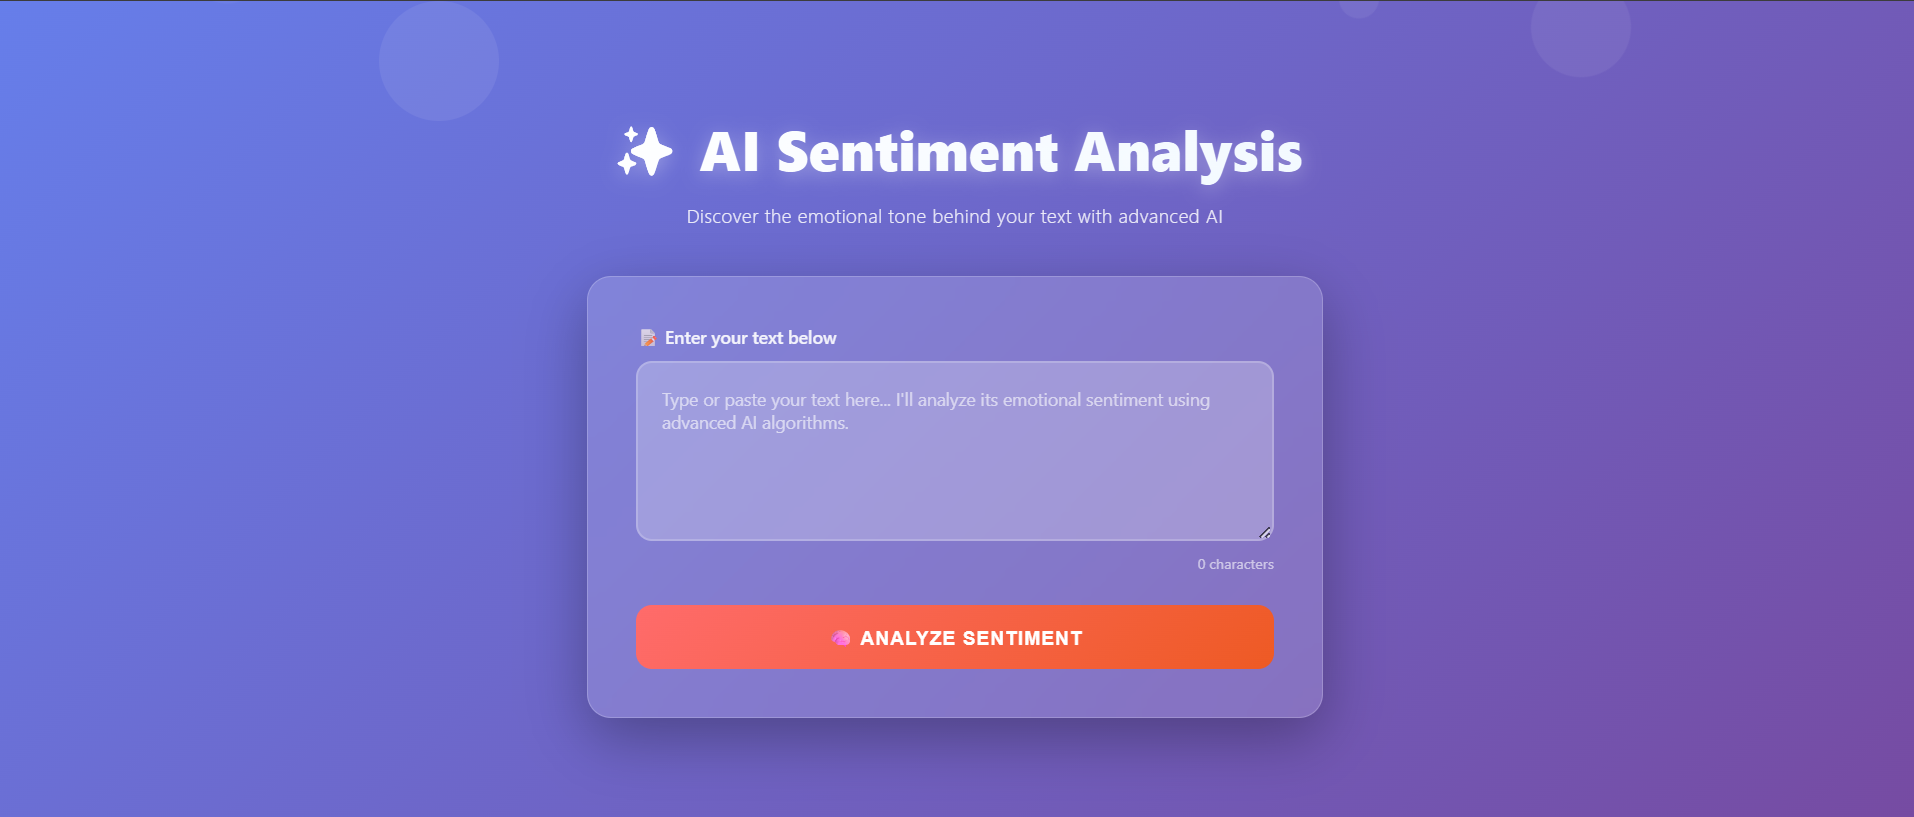 ✨ AI Sentiment Analysis
Discover the emotional tone behind your text with advanced AI
📝 Enter your text below
Type or paste your text here... I'll analyze its emotional sentiment using
advanced AI algorithms.
0 characters
🧠 ANALYZE SENTIMENT